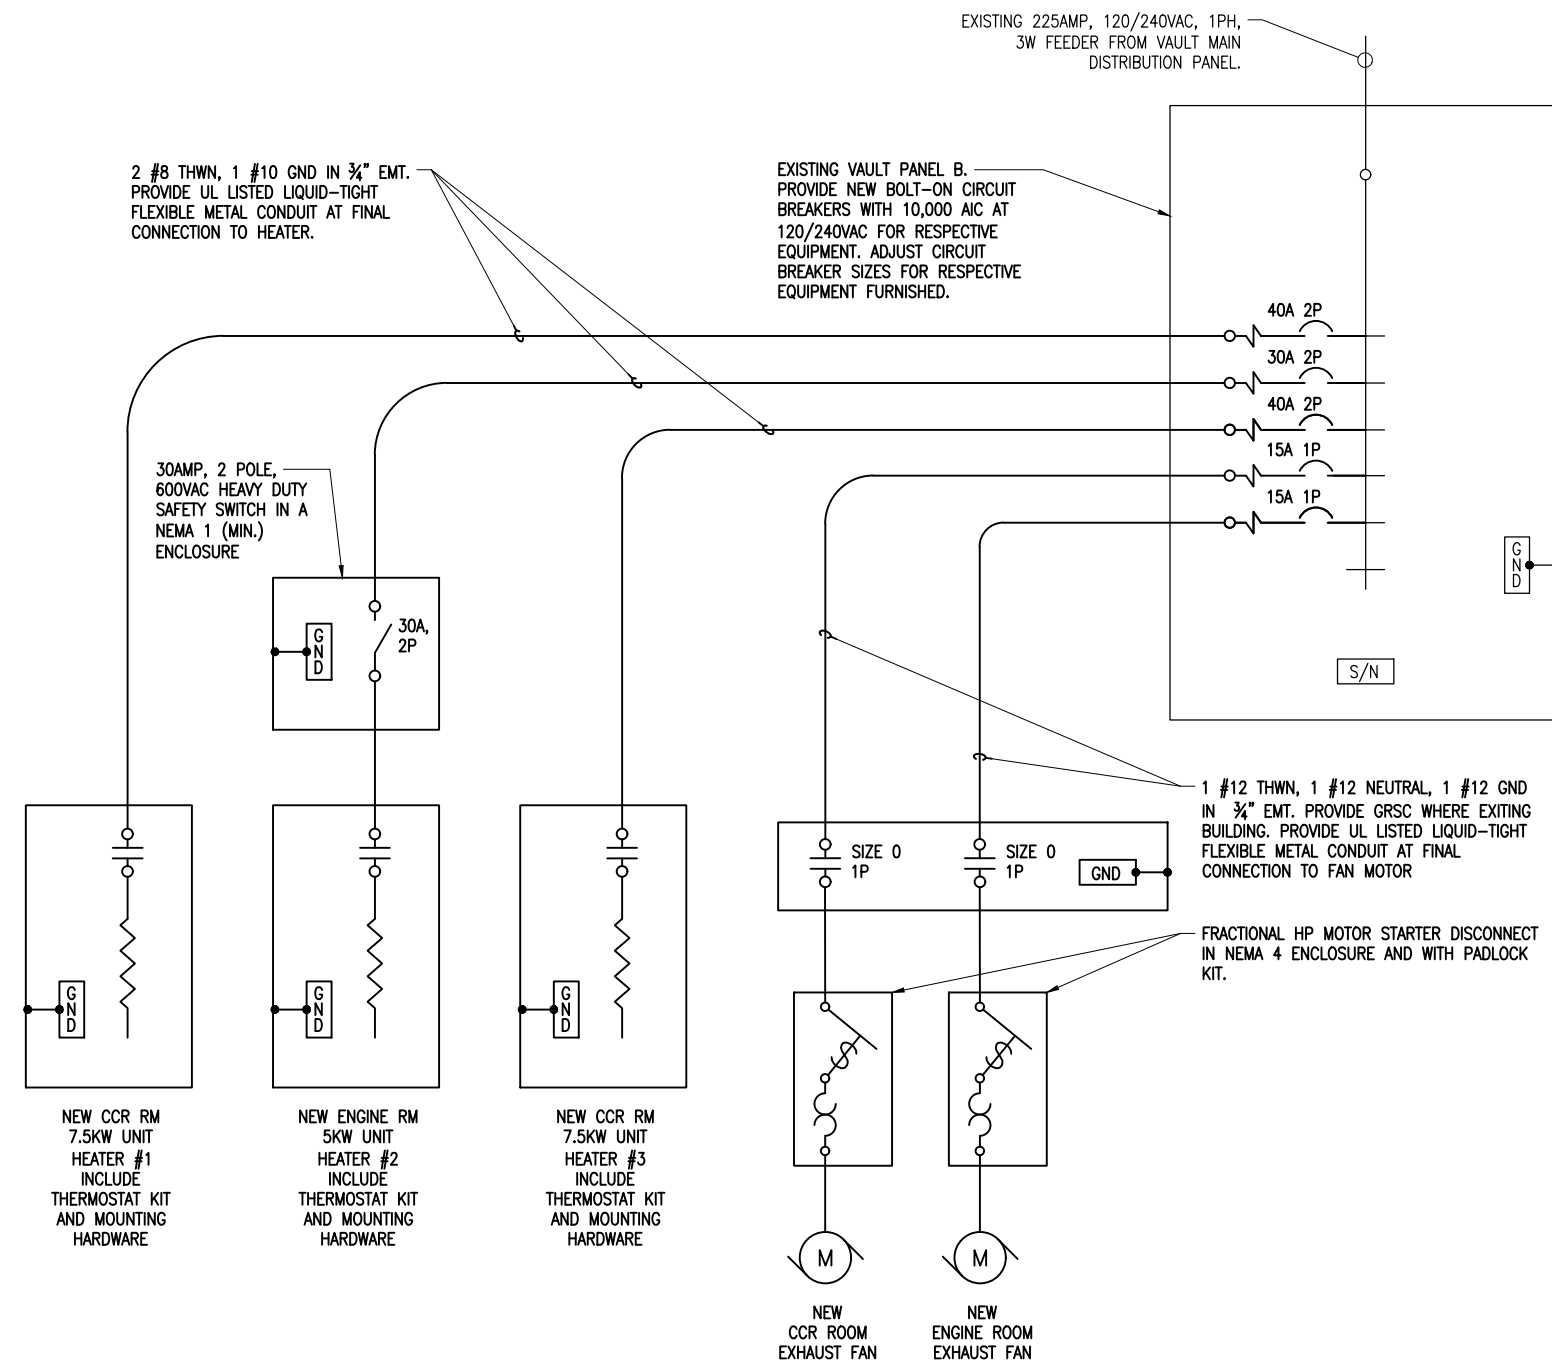 EXISTING 225AMP, 120/240VAC, 1PH,
3W FEEDER FROM VAULT MAIN
DISTRIBUTION PANEL.
2 #8 THWN, 1 #10 GND IN ¾" EMT.
PROVIDE UL LISTED LIQUID-TIGHT
FLEXIBLE METAL CONDUIT AT FINAL
CONNECTION TO HEATER.
EXISTING VAULT PANEL B.
PROVIDE NEW BOLT-ON CIRCUIT
BREAKERS WITH 10,000 AIC AT
120/240VAC FOR RESPECTIVE
EQUIPMENT. ADJUST CIRCUIT
BREAKER SIZES FOR RESPECTIVE
EQUIPMENT FURNISHED.
40A 2P
30A 2P
40A 2P
15A 1P
15A 1P
30AMP, 2 POLE,
600VAC HEAVY DUTY
SAFETY SWITCH IN A
NEMA 1 (MIN.)
ENCLOSURE
GND
30A,
2P
GND
S/N
1 #12 THWN, 1 #12 NEUTRAL, 1 #12 GND
IN ¾" EMT. PROVIDE GRSC WHERE EXITING
BUILDING. PROVIDE UL LISTED LIQUID-TIGHT
FLEXIBLE METAL CONDUIT AT FINAL
CONNECTION TO FAN MOTOR
SIZE 0
1P
SIZE 0
1P
GND
FRACTIONAL HP MOTOR STARTER DISCONNECT
IN NEMA 4 ENCLOSURE AND WITH PADLOCK
KIT.
GND
GND
GND
S
S
NEW CCR RM
7.5KW UNIT
HEATER #1
INCLUDE
THERMOSTAT KIT
AND MOUNTING
HARDWARE
NEW ENGINE RM
5KW UNIT
HEATER #2
INCLUDE
THERMOSTAT KIT
AND MOUNTING
HARDWARE
NEW CCR RM
7.5KW UNIT
HEATER #3
INCLUDE
THERMOSTAT KIT
AND MOUNTING
HARDWARE
M
M
NEW
CCR ROOM
EXHAUST FAN
NEW
ENGINE ROOM
EXHAUST FAN